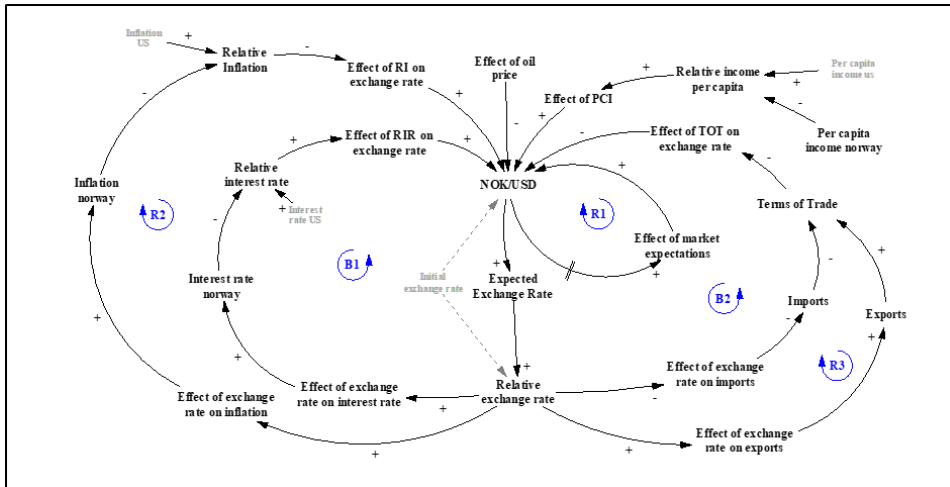 Inflation
US
+
Relative
Inflation
-
Effect of RI on
exchange rate
+
Effect of oil
price
-
Effect of PCI
+
+
Relative income
per capita
+
-
Per capita
income us
Per capita
income norway
-
Inflation
norway
R2
+
Relative
interest rate
+
Effect of RIR on
exchange rate
+
+
Interest
rate US
-
Interest rate
norway
B1
NOK/USD
-
Effect of TOT on
exchange rate
-
Terms of Trade
+
R1
Effect of market
expectations
+
+
Expected
Exchange Rate
Initial
exchange rate
B2
-
Imports
+
Exports
-
R3
+
+
+
Relative
exchange rate
+
Effect of exchange
rate on interest rate
Effect of exchange
rate on inflation
+
-
Effect of exchange
rate on imports
+
Effect of exchange
rate on exports